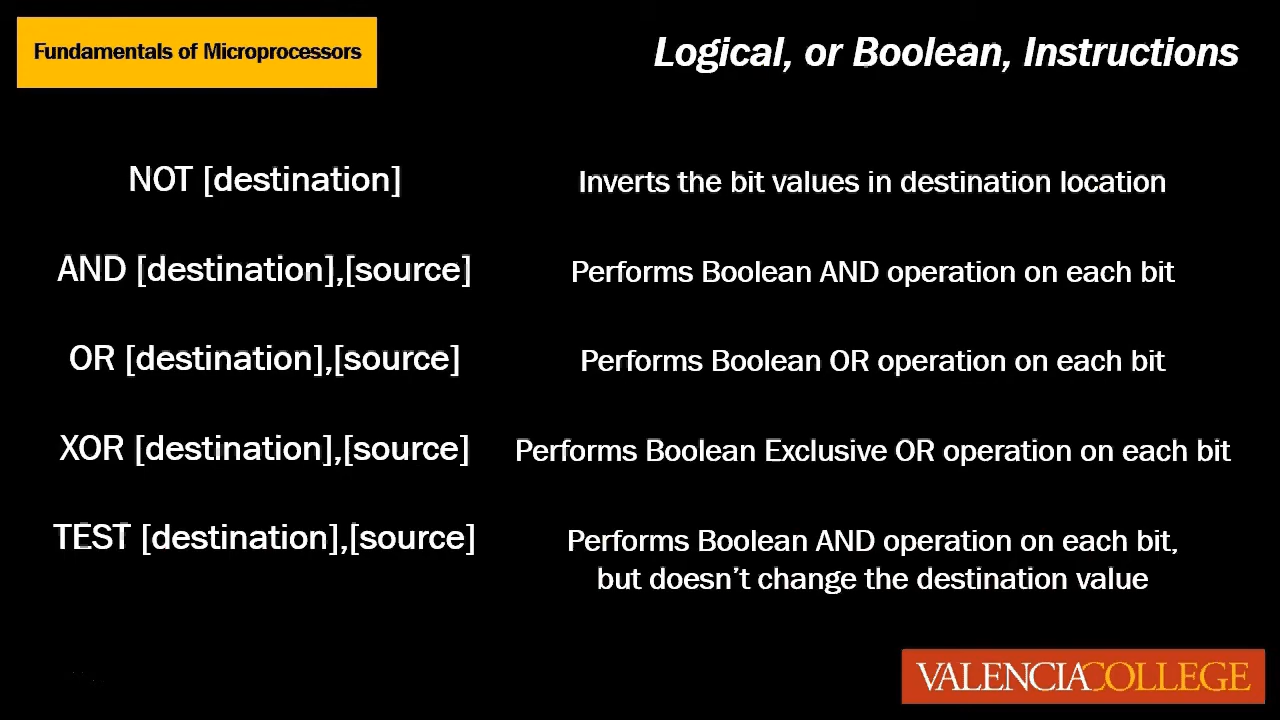 Fundamentals of Microprocessors
Logical, or Boolean, Instructions
NOT [destination]
Inverts the bit values in destination location
AND [destination],[source]
Performs Boolean AND operation on each bit
OR [destination],[source]
Performs Boolean OR operation on each bit
XOR [destination],[source]
Performs Boolean Exclusive OR operation on each bit
TEST [destination],[source]
Performs Boolean AND operation on each bit,
but doesn’t change the destination value
VALENCIACOLLEGE